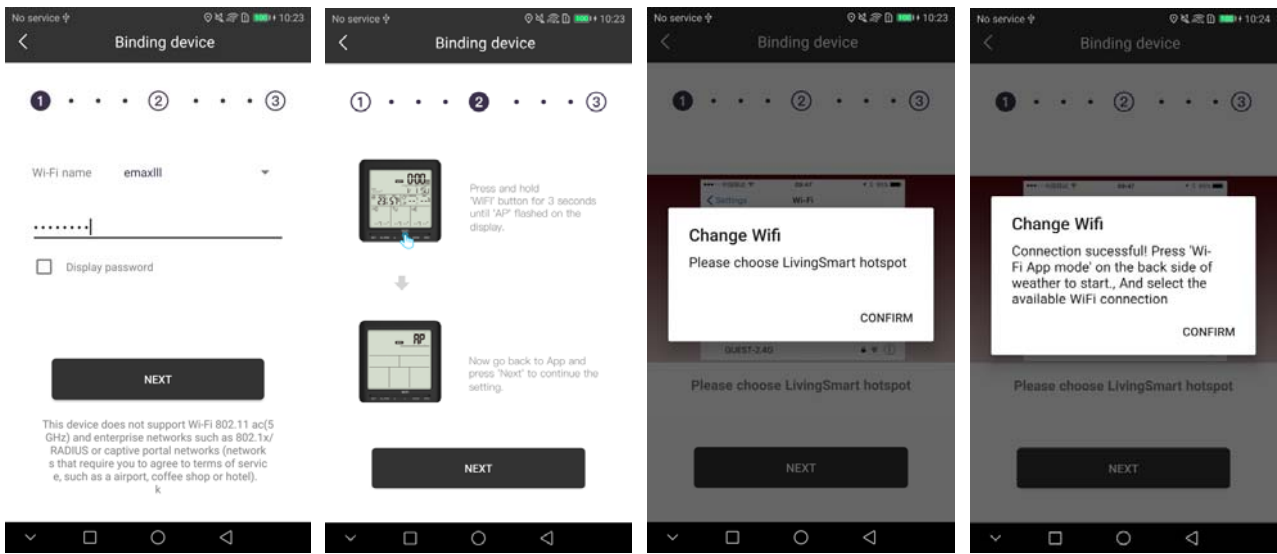 No service 10:23
Binding device
1 2 3
Wi-Fi name emaxlll
Display password
NEXT
This device does not support Wi-Fi 802.11 ac(5
GHz) and enterprise networks such as 802.1x/
RADIUS or captive portal networks (network
s that require you to agree to terms of servic
e, such as a airport, coffee shop or hotel).
k
No service 10:23
Binding device
1 2 3
Press and hold
'WIFI' button for 3 seconds
until 'AP' flashed on the
display.
AP
Now go back to App and
press 'Next' to continue the
setting.
NEXT
No service 10:23
Binding device
1 2 3
09:47
Settings Wi-Fi
Change Wifi
Please choose LivingSmart hotspot
CONFIRM
GUEST-2.4G
Please choose LivingSmart hotspot
NEXT
No service 10:24
Binding device
1 2 3
09:47
Change Wifi
Connection sucessful! Press 'Wi-
Fi App mode' on the back side of
weather to start., And select the
available WiFi connection
CONFIRM
Please choose LivingSmart hotspot
NEXT